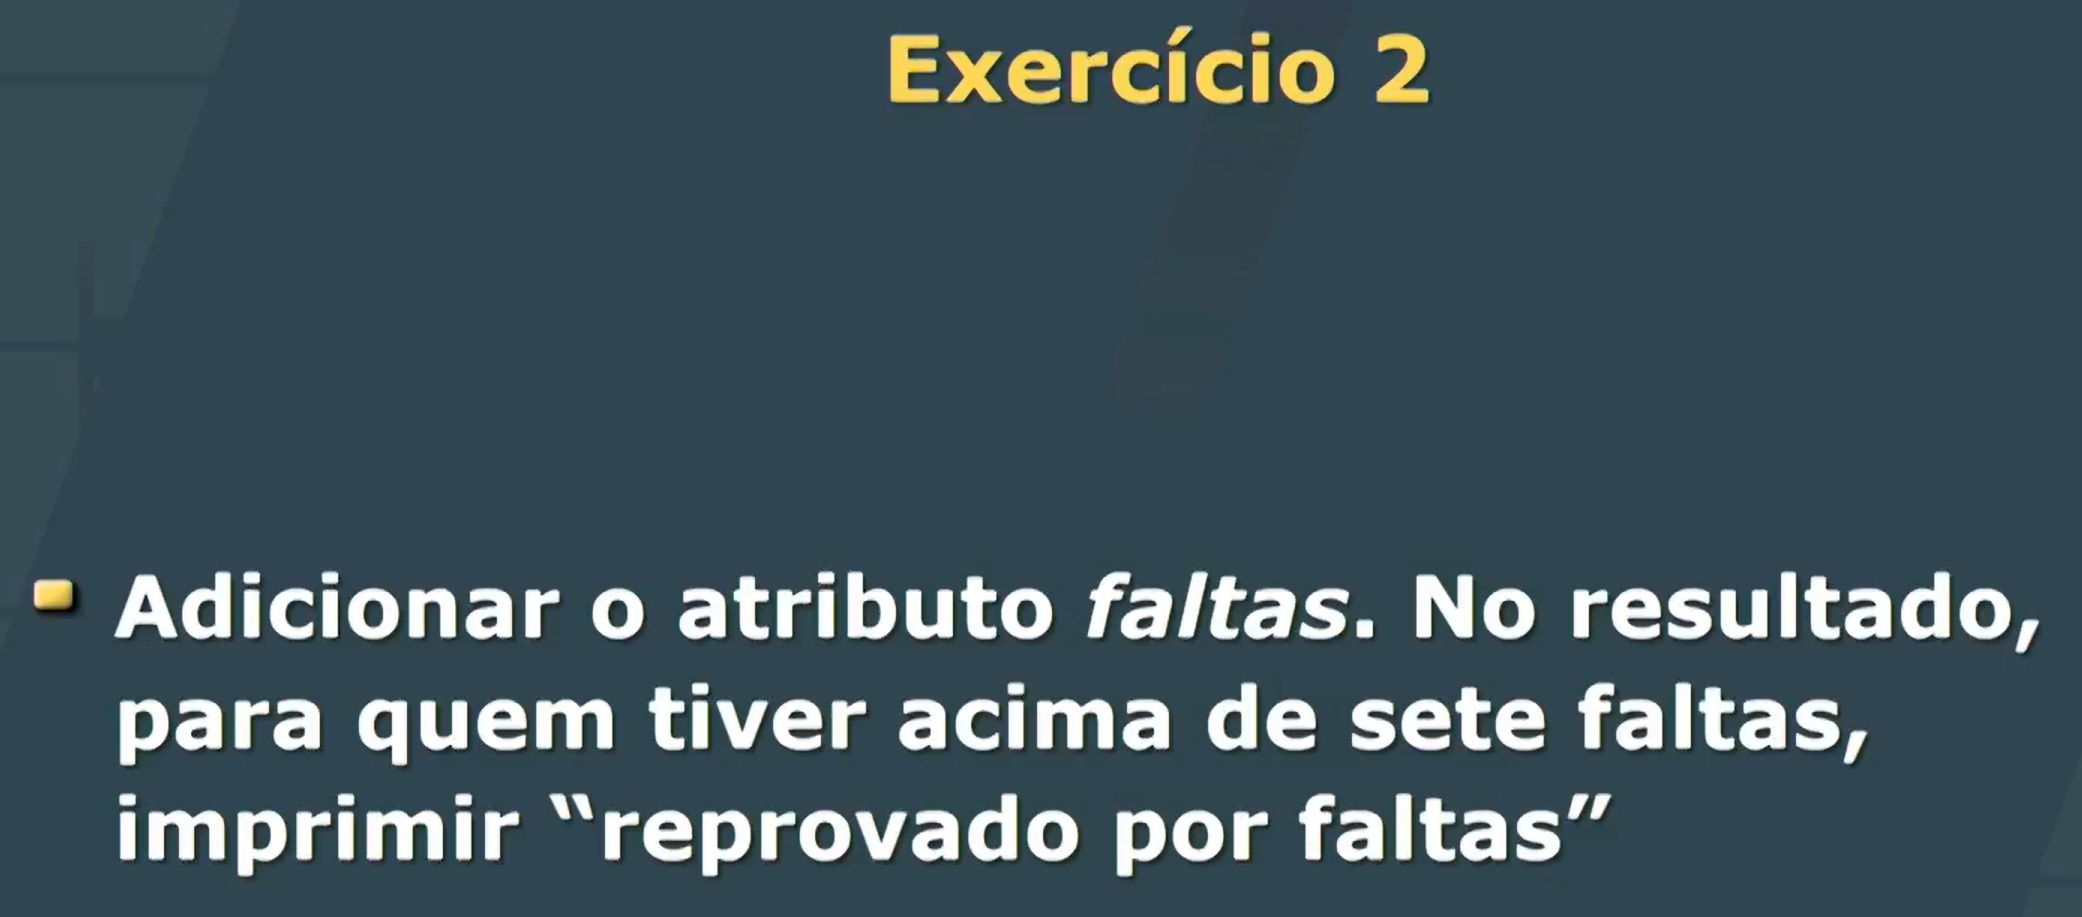 Exercício 2
Adicionar o atributo faltas. No resultado,
para quem tiver acima de sete faltas,
imprimir “reprovado por faltas”